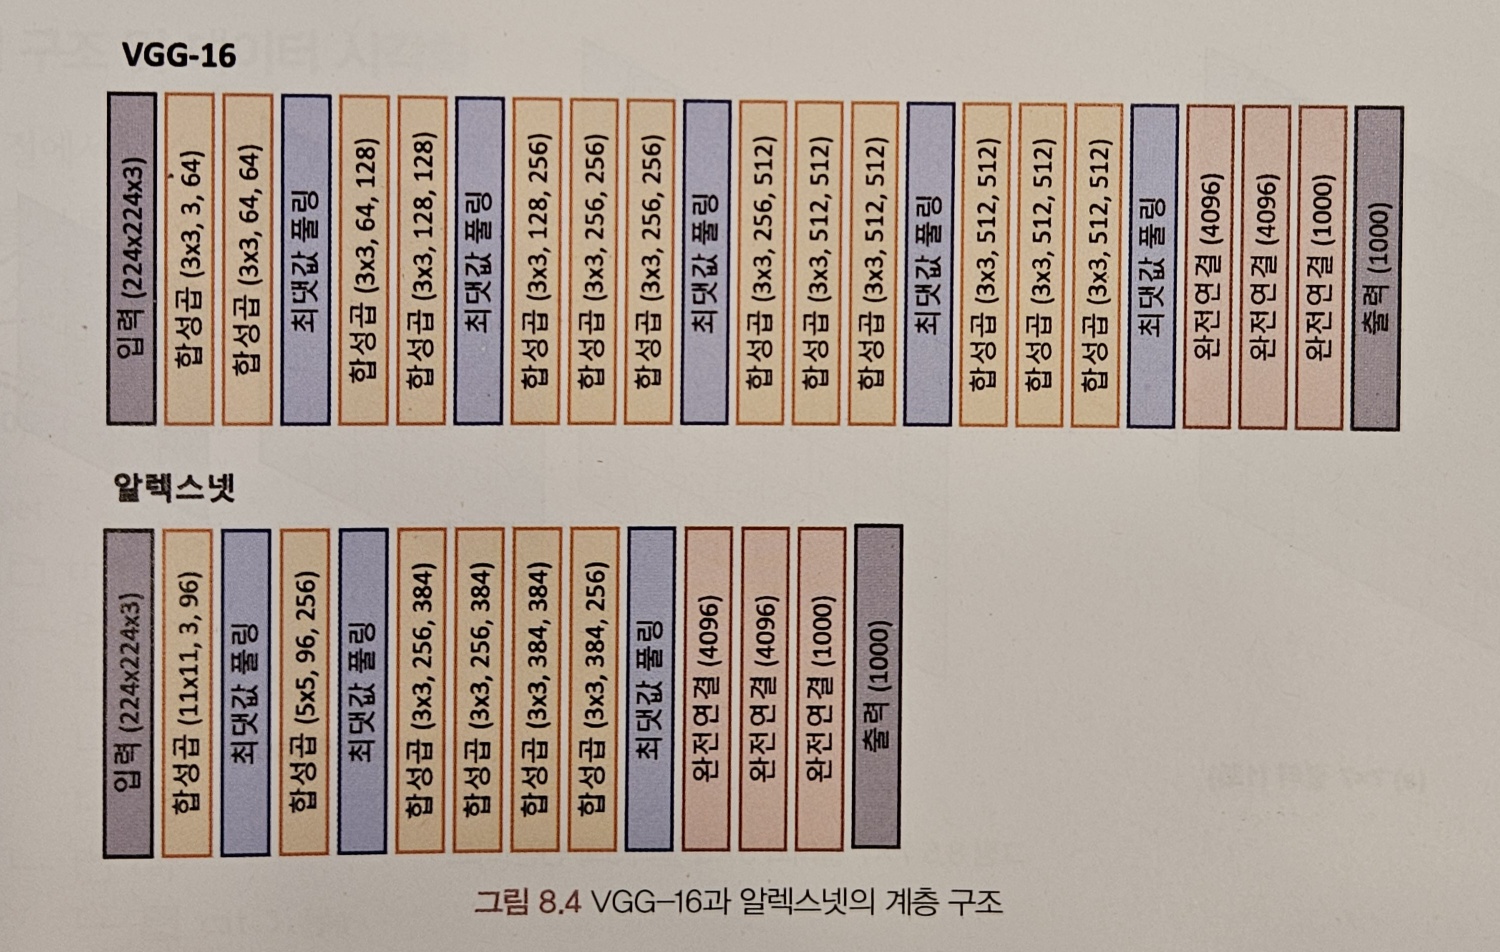 VGG-16
입력 (224x224x3)
합성곱 (3x3, 3, 64)
합성곱 (3x3, 64, 64)
최댓값 풀링
합성곱 (3x3, 64, 128)
합성곱 (3x3, 128, 128)
최댓값 풀링
합성곱 (3x3, 128, 256)
합성곱 (3x3, 256, 256)
합성곱 (3x3, 256, 256)
최댓값 풀링
합성곱 (3x3, 256, 512)
합성곱 (3x3, 512, 512)
합성곱 (3x3, 512, 512)
최댓값 풀링
합성곱 (3x3, 512, 512)
합성곱 (3x3, 512, 512)
합성곱 (3x3, 512, 512)
최댓값 풀링
완전연결 (4096)
완전연결 (4096)
완전연결 (1000)
출력 (1000)
알렉스넷
입력 (224x224x3)
합성곱 (11x11, 3, 96)
최댓값 풀링
합성곱 (5x5, 96, 256)
최댓값 풀링
합성곱 (3x3, 256, 384)
합성곱 (3x3, 256, 384)
합성곱 (3x3, 384, 384)
합성곱 (3x3, 384, 256)
최댓값 풀링
완전연결 (4096)
완전연결 (4096)
완전연결 (1000)
출력 (1000)
그림 8.4 VGG-16과 알렉스넷의 계층 구조